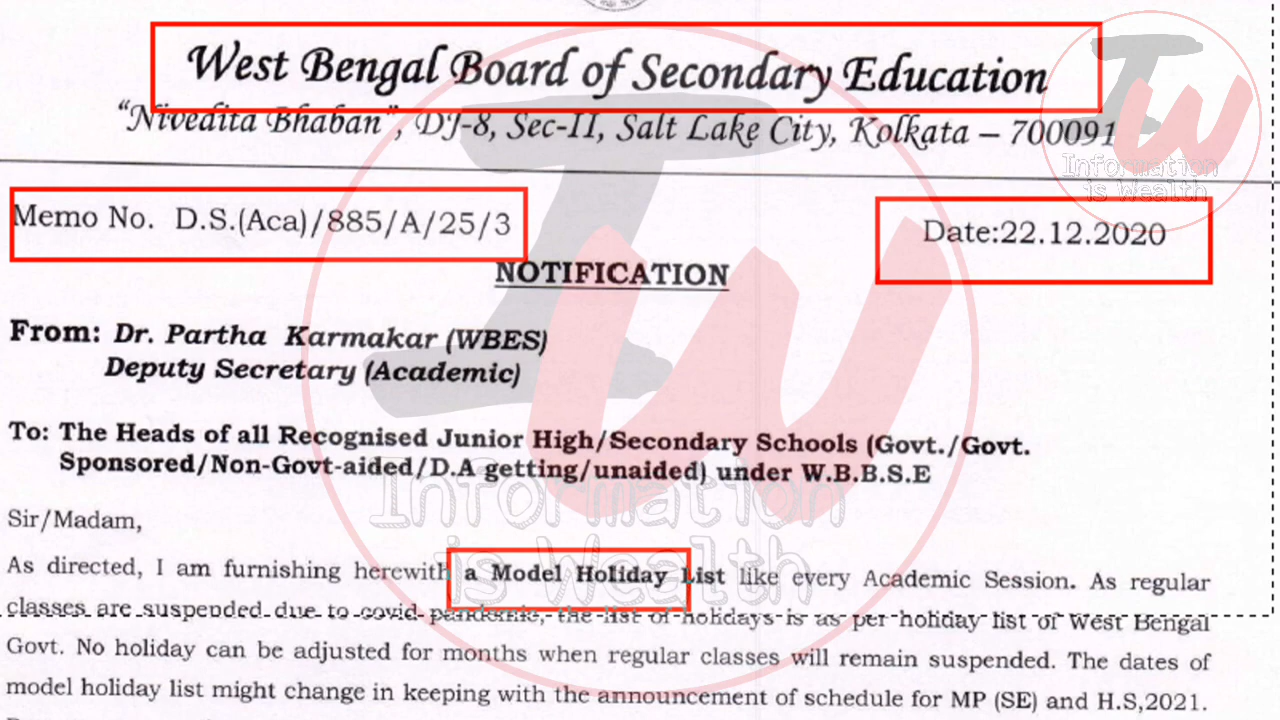 West Bengal Board of Secondary Education
"Nivedita Bhaban", DJ-8, Sec-II, Salt Lake City, Kolkata – 700091
Information
is Wealth
Memo No. D.S.(Aca)/885/A/25/3
Date:22.12.2020
NOTIFICATION
From: Dr. Partha Karmakar (WBES)
Deputy Secretary (Academic)
To: The Heads of all Recognised Junior High/Secondary Schools (Govt./Govt.
Sponsored/Non-Govt-aided/D.A getting/unaided) under W.B.B.S.E
Information
is Wealth
Sir/Madam,
As directed, I am furnishing herewith a Model Holiday List like every Academic Session. As regular
classes are suspended due to covid pandemic, the list of holidays is as per holiday list of West Bengal
Govt. No holiday can be adjusted for months when regular classes will remain suspended. The dates of
model holiday list might change in keeping with the announcement of schedule for MP (SE) and H.S,2021.